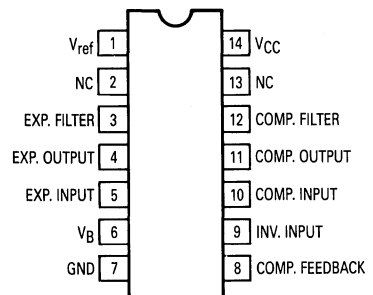 Vref 1 14 VCC
NC 2 13 NC
EXP. FILTER 3 12 COMP. FILTER
EXP. OUTPUT 4 11 COMP. OUTPUT
EXP. INPUT 5 10 COMP. INPUT
VB 6 9 INV. INPUT
GND 7 8 COMP. FEEDBACK